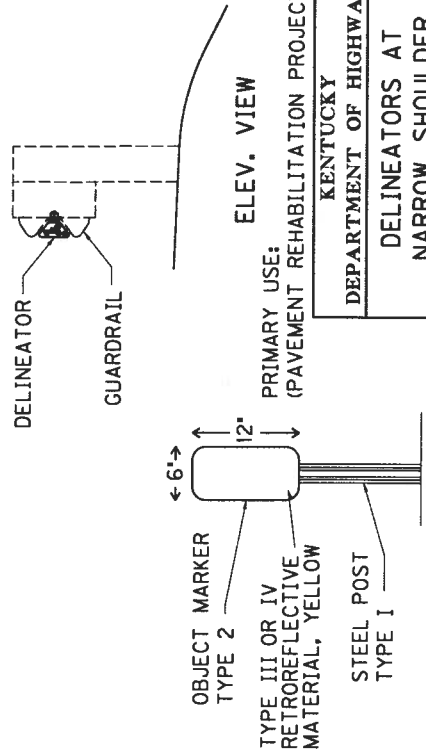 DELINEATOR
GUARDRAIL
ELEV. VIEW
PRIMARY USE:
(PAVEMENT REHABILITATION PROJEC
KENTUCKY
DEPARTMENT OF HIGHWA
DELINEATORS AT
NARROW SHOULDER
6"
12"
OBJECT MARKER
TYPE 2
TYPE III OR IV
RETROREFLECTIVE
MATERIAL, YELLOW
STEEL POST
TYPE I